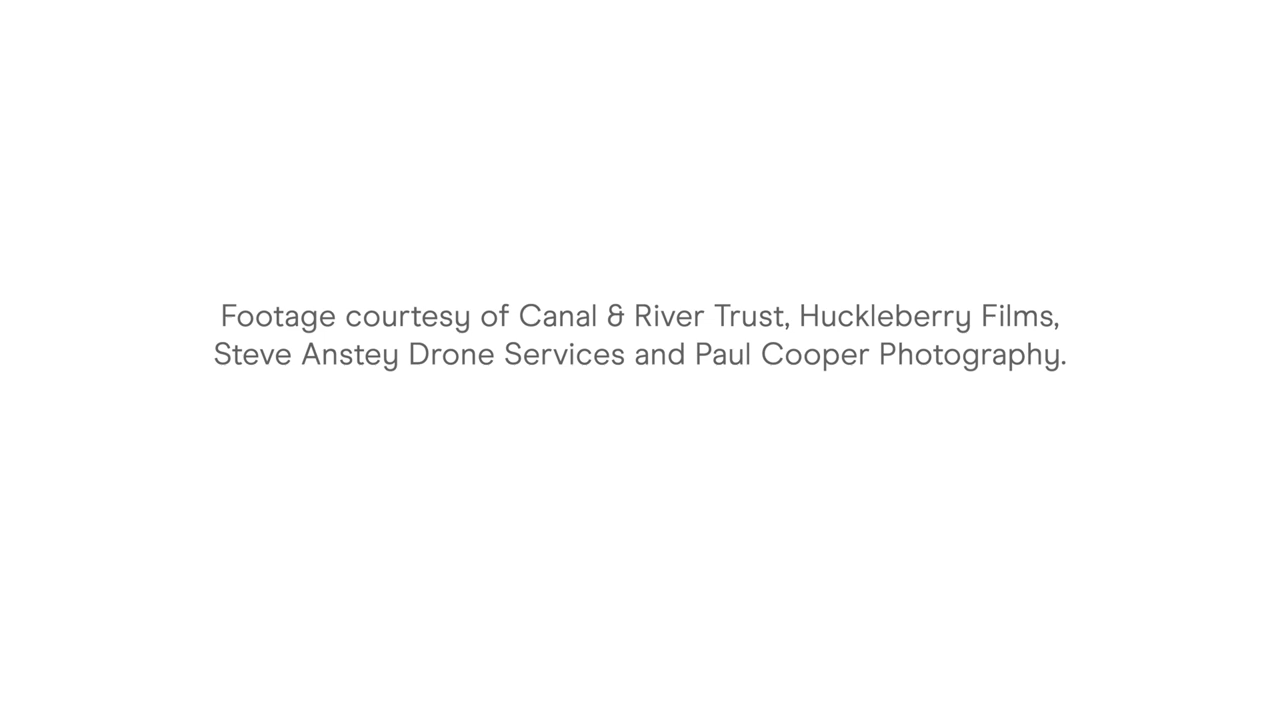 Footage courtesy of Canal & River Trust, Huckleberry Films,
Steve Anstey Drone Services and Paul Cooper Photography.